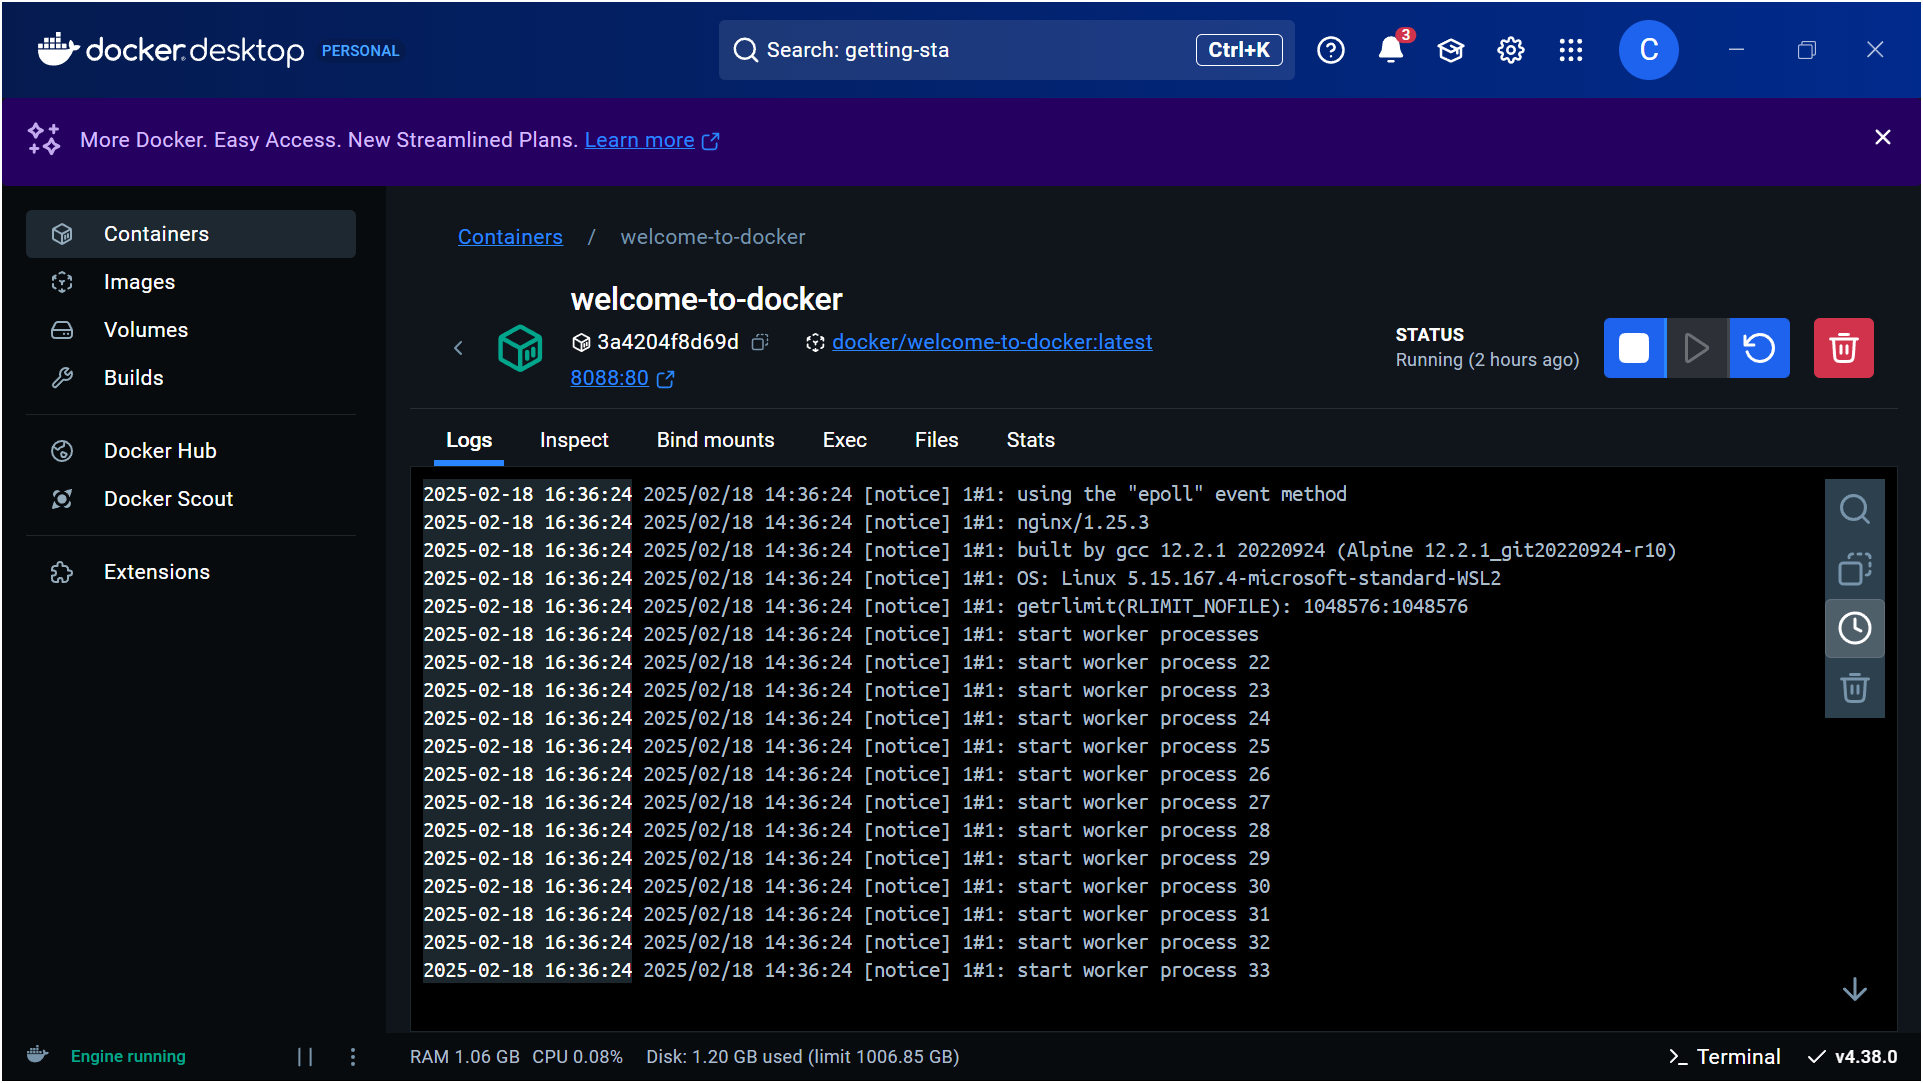 docker desktop PERSONAL
Search: getting-sta Ctrl+K
3
C
More Docker. Easy Access. New Streamlined Plans. Learn more
Containers
Images
Volumes
Builds
Docker Hub
Docker Scout
Extensions
Containers / welcome-to-docker
welcome-to-docker
3a4204f8d69d docker/welcome-to-docker:latest
8088:80
STATUS
Running (2 hours ago)
Logs Inspect Bind mounts Exec Files Stats
2025-02-18 16:36:24 2025/02/18 14:36:24 [notice] 1#1: using the "epoll" event method
2025-02-18 16:36:24 2025/02/18 14:36:24 [notice] 1#1: nginx/1.25.3
2025-02-18 16:36:24 2025/02/18 14:36:24 [notice] 1#1: built by gcc 12.2.1 20220924 (Alpine 12.2.1_git20220924-r10)
2025-02-18 16:36:24 2025/02/18 14:36:24 [notice] 1#1: OS: Linux 5.15.167.4-microsoft-standard-WSL2
2025-02-18 16:36:24 2025/02/18 14:36:24 [notice] 1#1: getrlimit(RLIMIT_NOFILE): 1048576:1048576
2025-02-18 16:36:24 2025/02/18 14:36:24 [notice] 1#1: start worker processes
2025-02-18 16:36:24 2025/02/18 14:36:24 [notice] 1#1: start worker process 22
2025-02-18 16:36:24 2025/02/18 14:36:24 [notice] 1#1: start worker process 23
2025-02-18 16:36:24 2025/02/18 14:36:24 [notice] 1#1: start worker process 24
2025-02-18 16:36:24 2025/02/18 14:36:24 [notice] 1#1: start worker process 25
2025-02-18 16:36:24 2025/02/18 14:36:24 [notice] 1#1: start worker process 26
2025-02-18 16:36:24 2025/02/18 14:36:24 [notice] 1#1: start worker process 27
2025-02-18 16:36:24 2025/02/18 14:36:24 [notice] 1#1: start worker process 28
2025-02-18 16:36:24 2025/02/18 14:36:24 [notice] 1#1: start worker process 29
2025-02-18 16:36:24 2025/02/18 14:36:24 [notice] 1#1: start worker process 30
2025-02-18 16:36:24 2025/02/18 14:36:24 [notice] 1#1: start worker process 31
2025-02-18 16:36:24 2025/02/18 14:36:24 [notice] 1#1: start worker process 32
2025-02-18 16:36:24 2025/02/18 14:36:24 [notice] 1#1: start worker process 33
Engine running RAM 1.06 GB CPU 0.08% Disk: 1.20 GB used (limit 1006.85 GB) Terminal v4.38.0